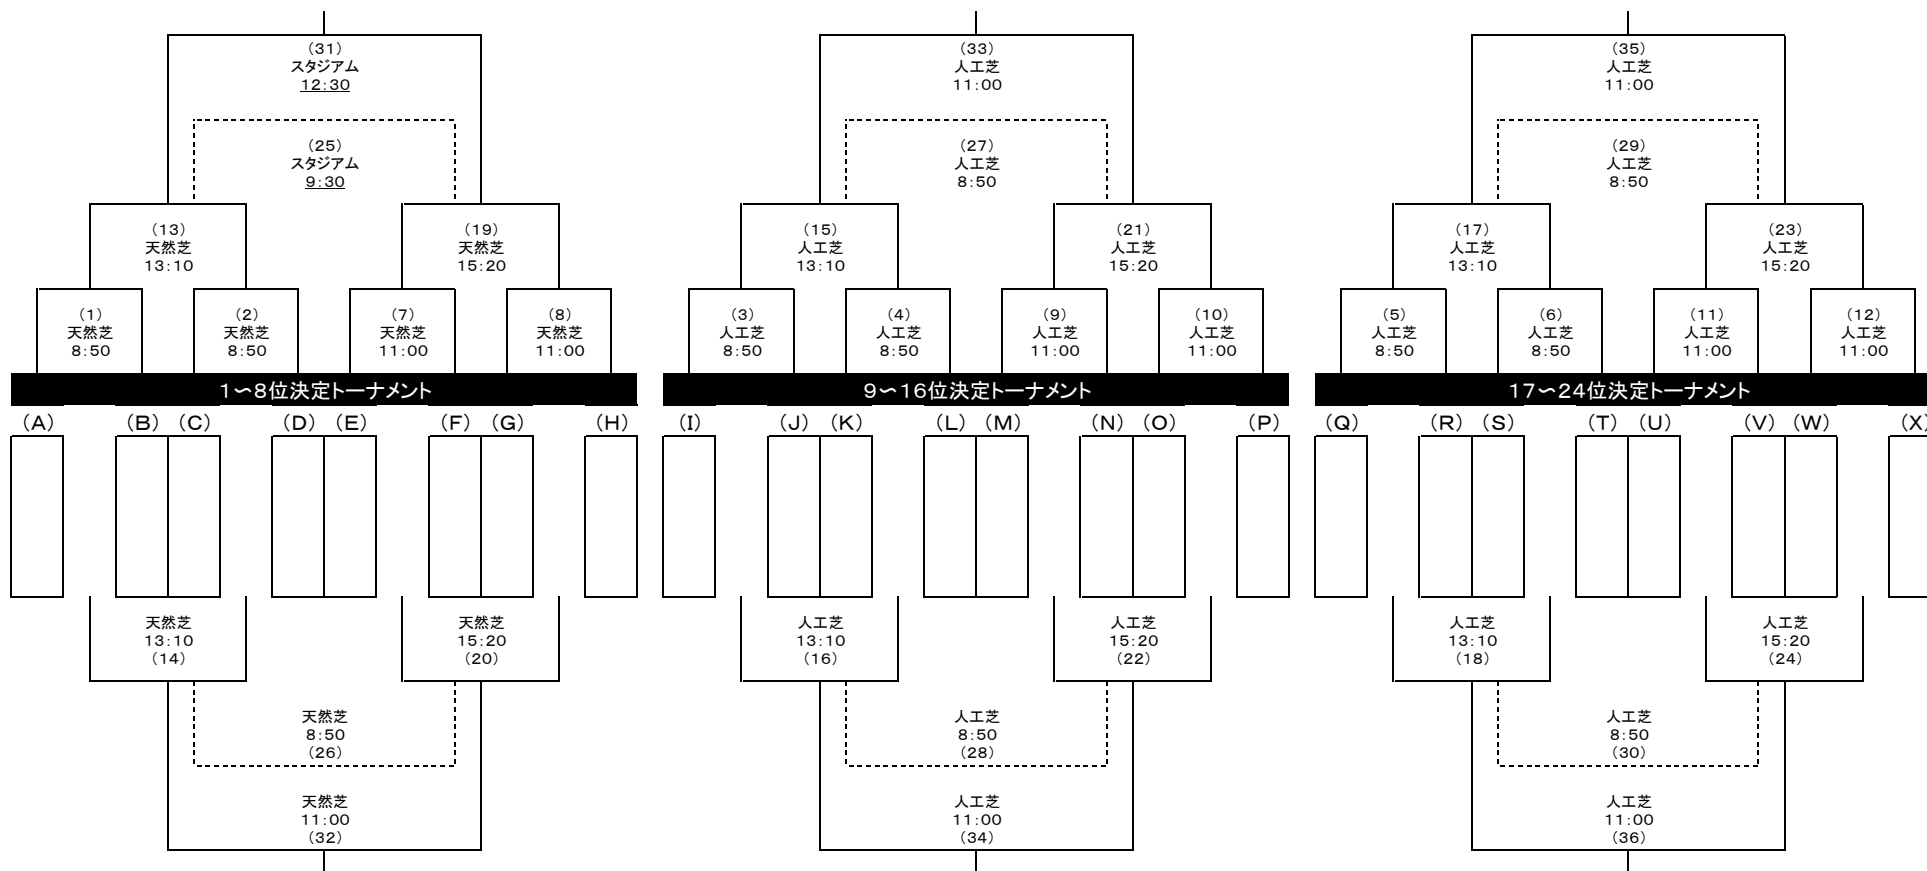 （31）
スタジアム
12：30
（33）
人工芝
11：00
（35）
人工芝
11：00
（25）
スタジアム
9：30
（27）
人工芝
8：50
（29）
人工芝
8：50
（13）
天然芝
13：10
（19）
天然芝
15：20
（15）
人工芝
13：10
（21）
人工芝
15：20
（17）
人工芝
13：10
（23）
人工芝
15：20
（1）
天然芝
8：50
（2）
天然芝
8：50
（7）
天然芝
11：00
（8）
天然芝
11：00
（3）
人工芝
8：50
（4）
人工芝
8：50
（9）
人工芝
11：00
（10）
人工芝
11：00
（5）
人工芝
8：50
（6）
人工芝
8：50
（11）
人工芝
11：00
（12）
人工芝
11：00
1～8位決定トーナメント
9～16位決定トーナメント
17～24位決定トーナメント
（A） （B） （C） （D） （E） （F） （G） （H） （I） （J） （K） （L） （M） （N） （O） （P） （Q） （R） （S） （T） （U） （V） （W） （X）
天然芝
13：10
（14）
天然芝
15：20
（20）
人工芝
13：10
（16）
人工芝
15：20
（22）
人工芝
13：10
（18）
人工芝
15：20
（24）
天然芝
8：50
（26）
人工芝
8：50
（28）
人工芝
8：50
（30）
天然芝
11：00
（32）
人工芝
11：00
（34）
人工芝
11：00
（36）